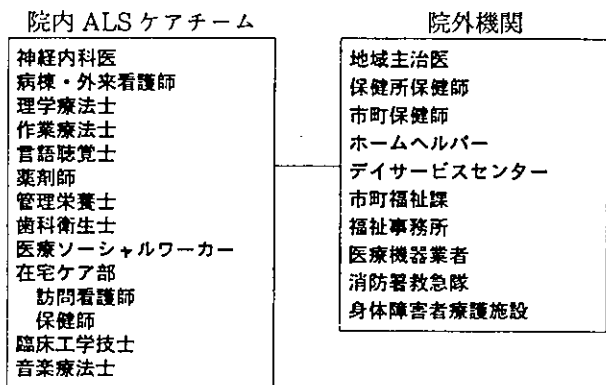 院内 ALS ケアチーム
神経内科医
病棟・外来看護師
理学療法士
作業療法士
言語聴覚士
薬剤師
管理栄養士
歯科衛生士
医療ソーシャルワーカー
在宅ケア部
訪問看護師
保健師
臨床工学技士
音楽療法士
院外機関
地域主治医
保健所保健師
市町保健師
ホームヘルパー
デイサービスセンター
市町福祉課
福祉事務所
医療機器業者
消防署救急隊
身体障害者療護施設